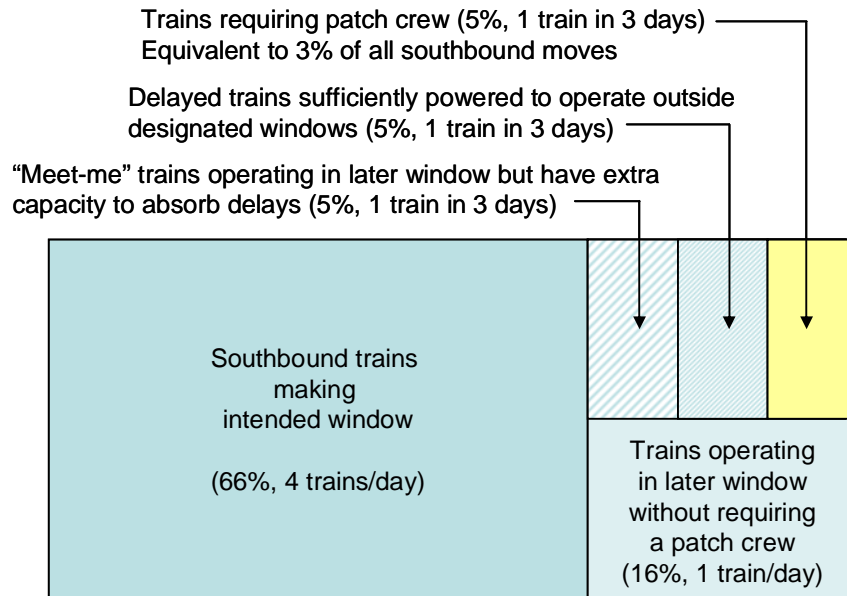 Trains requiring patch crew (5%, 1 train in 3 days)
Equivalent to 3% of all southbound moves
Delayed trains sufficiently powered to operate outside
designated windows (5%, 1 train in 3 days)
“Meet-me” trains operating in later window but have extra
capacity to absorb delays (5%, 1 train in 3 days)
Southbound trains
making
intended window
(66%, 4 trains/day)
Trains operating
in later window
without requiring
a patch crew
(16%, 1 train/day)